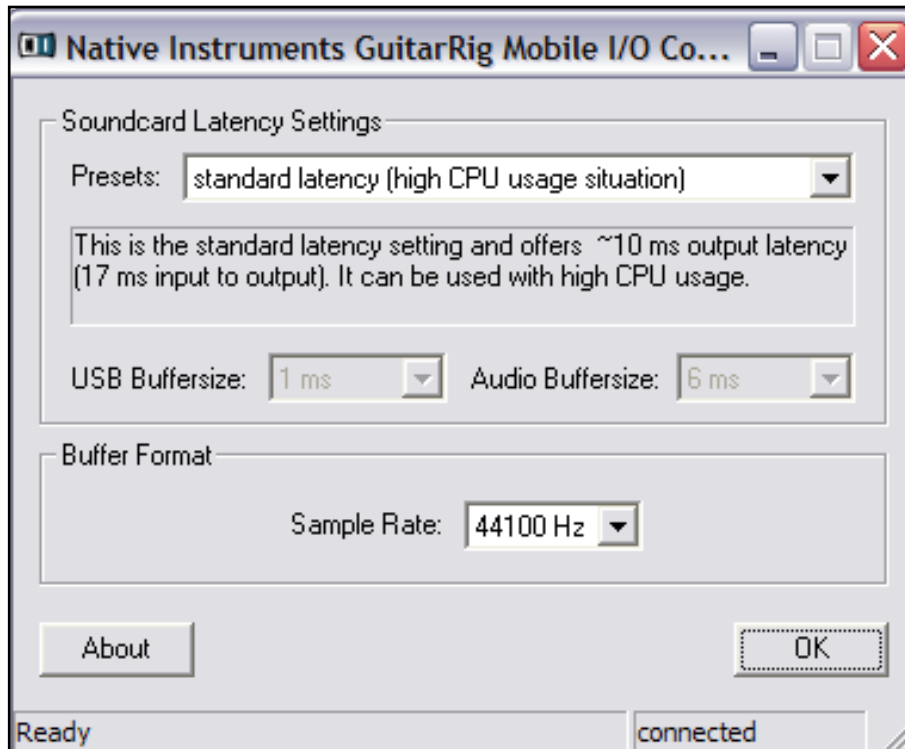 Native Instruments GuitarRig Mobile I/O Co...
Soundcard Latency Settings
Presets: standard latency (high CPU usage situation)
This is the standard latency setting and offers ~10 ms output latency
(17 ms input to output). It can be used with high CPU usage.
USB Buffersize: 1 ms Audio Buffersize: 6 ms
Buffer Format
Sample Rate: 44100 Hz
About OK
Ready connected